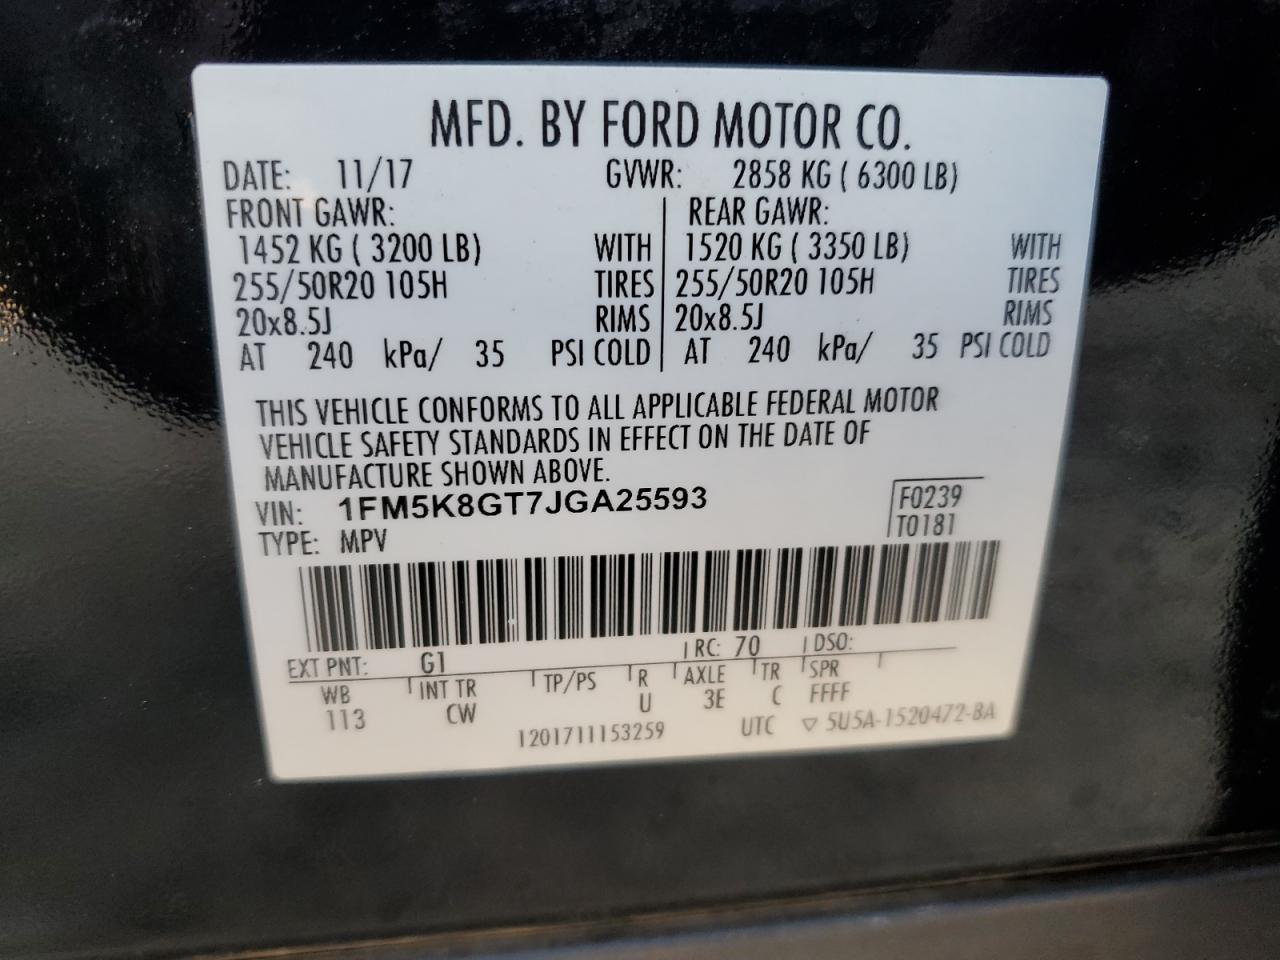 MFD. BY FORD MOTOR CO.
DATE: 11/17 GVWR: 2858 KG ( 6300 LB)
FRONT GAWR: REAR GAWR:
1452 KG ( 3200 LB) WITH 1520 KG ( 3350 LB) WITH
255/50R20 105H TIRES 255/50R20 105H TIRES
20x8.5J RIMS 20x8.5J RIMS
AT 240 kPa/ 35 PSI COLD AT 240 kPa/ 35 PSI COLD
THIS VEHICLE CONFORMS TO ALL APPLICABLE FEDERAL MOTOR
VEHICLE SAFETY STANDARDS IN EFFECT ON THE DATE OF
MANUFACTURE SHOWN ABOVE.
VIN: 1FM5K8GT7JGA25593 F0239
TYPE: MPV T0181
EXT PNT: G1 RC: 70 DSO:
WB INT TR TP/PS R AXLE TR SPR
113 CW U 3E C FFFF
1201711153259 UTC ▽ 5U5A-1520472-BA